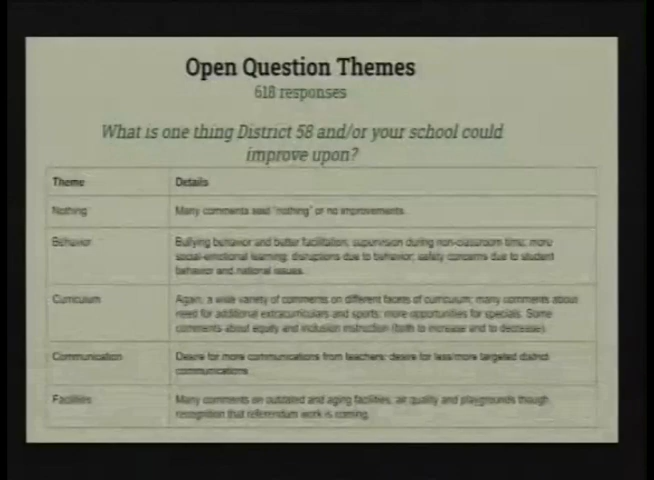 Open Question Themes
618 responses
What is one thing District 58 and/or your school could
improve upon?
Theme Details
Nothing Many comments said "nothing" or no improvements.
Behavior Bullying behavior and better facilitation, supervision during non-classroom time; more
social-emotional learning; disruptions due to behavior; safety concerns due to student
behavior and national issues.
Curriculum Again, a wide variety of comments on different facets of curriculum; many comments about
need for additional extracurriculars and sports; more opportunities for specials. Some
comments about equity and inclusion instruction (both to increase and to decrease).
Communication Desire for more communications from teachers; desire for less/more targeted district
communications
Facilities Many comments on outdated and aging facilities, air quality and playgrounds though
recognition that referendum work is coming.